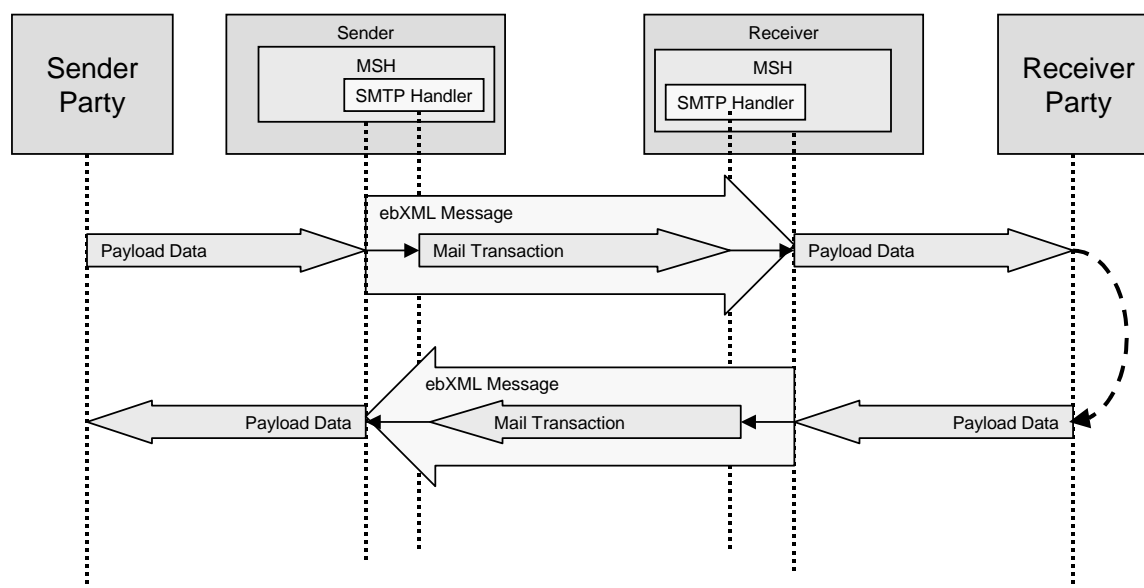 Sender
Party
Sender
MSH
SMTP Handler
Receiver
MSH
SMTP Handler
Receiver
Party
ebXML Message
Payload Data
Mail Transaction
Payload Data
ebXML Message
Payload Data
Mail Transaction
Payload Data